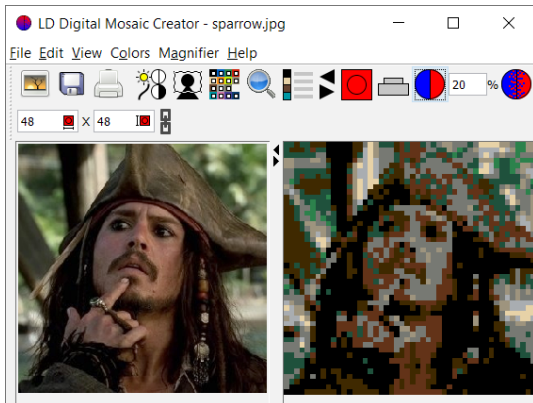 LD Digital Mosaic Creator - sparrow.jpg
File Edit View Colors Magnifier Help
20 %
48 X 48